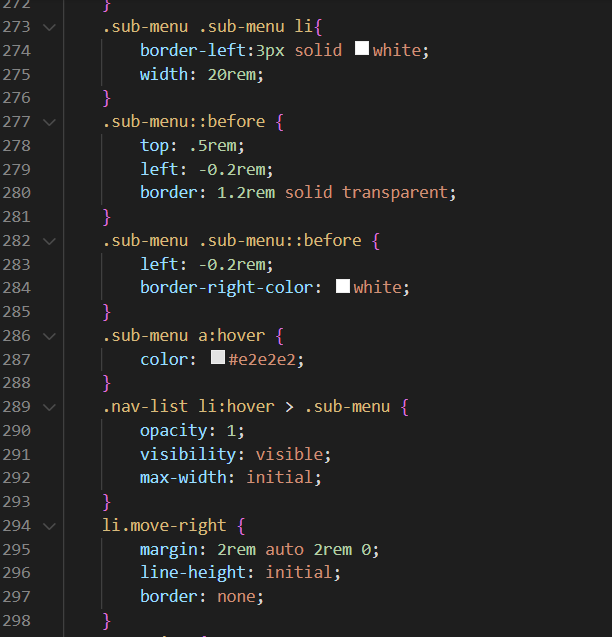 272 }
273 .sub-menu .sub-menu li{
274 border-left:3px solid white;
275 width: 20rem;
276 }
277 .sub-menu::before {
278 top: .5rem;
279 left: -0.2rem;
280 border: 1.2rem solid transparent;
281 }
282 .sub-menu .sub-menu::before {
283 left: -0.2rem;
284 border-right-color: white;
285 }
286 .sub-menu a:hover {
287 color: #e2e2e2;
288 }
289 .nav-list li:hover > .sub-menu {
290 opacity: 1;
291 visibility: visible;
292 max-width: initial;
293 }
294 li.move-right {
295 margin: 2rem auto 2rem 0;
296 line-height: initial;
297 border: none;
298 }